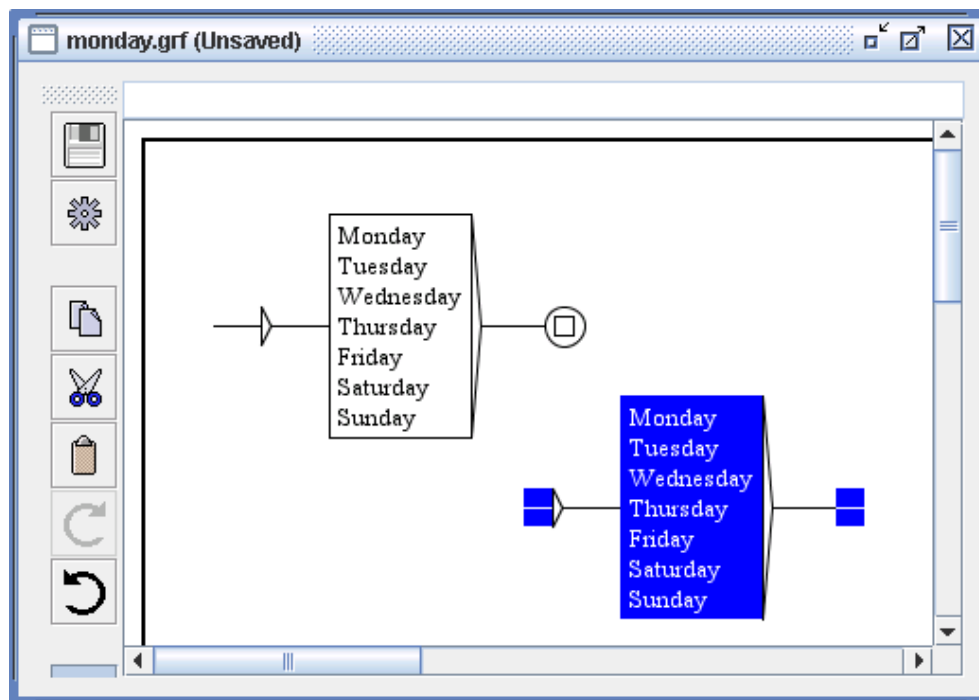 monday.grf (Unsaved)
Monday
Tuesday
Wednesday
Thursday
Friday
Saturday
Sunday
Monday
Tuesday
Wednesday
Thursday
Friday
Saturday
Sunday